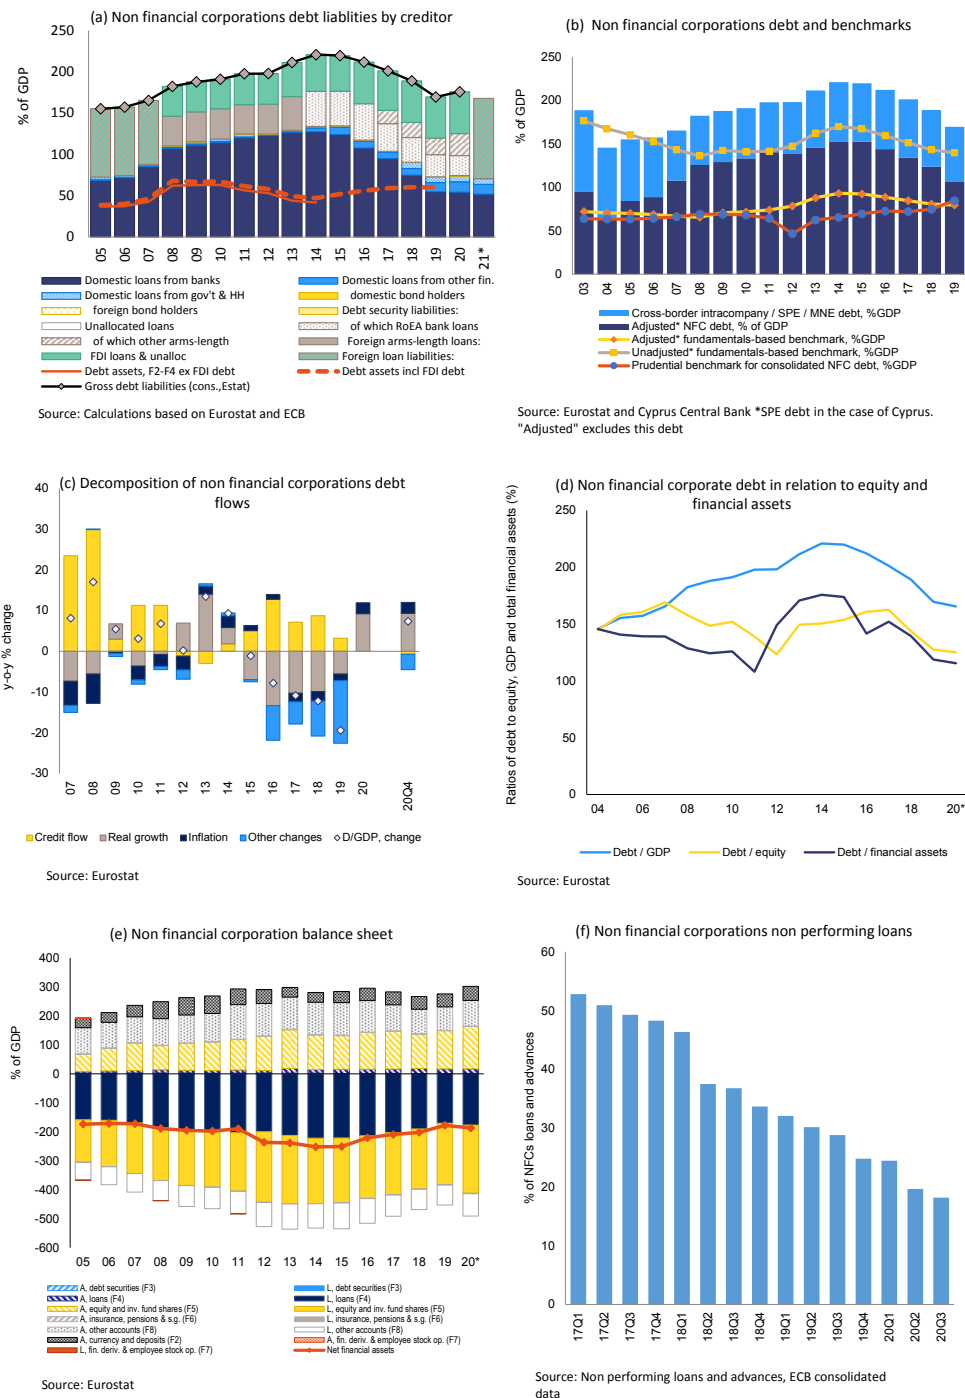 (a) Non financial corporations debt liablities by creditor
% of GDP
250
200
150
100
50
0
05 06 07 08 09 10 11 12 13 14 15 16 17 18 19 20 21*
Domestic loans from banks
Domestic loans from other fin.
Domestic loans from gov't & HH
domestic bond holders
foreign bond holders
Debt security liabilities:
Unallocated loans
of which RoEA bank loans
of which other arms-length
Foreign arms-length loans:
FDI loans & unalloc
Foreign loan liabilities:
Debt assets, F2-F4 ex FDI debt
Debt assets incl FDI debt
Gross debt liabilities (cons.,Estat)
Source: Calculations based on Eurostat and ECB
(b) Non financial corporations debt and benchmarks
% of GDP
250
200
150
100
50
0
03 04 05 06 07 08 09 10 11 12 13 14 15 16 17 18 19
Cross-border intracompany / SPE / MNE debt, %GDP
Adjusted* NFC debt, % of GDP
Adjusted* fundamentals-based benchmark, %GDP
Unadjusted* fundamentals-based benchmark, %GDP
Prudential benchmark for consolidated NFC debt, %GDP
Source: Eurostat and Cyprus Central Bank *SPE debt in the case of Cyprus.
"Adjusted" excludes this debt
(c) Decomposition of non financial corporations debt
flows
y-o-y % change
40
30
20
10
0
-10
-20
-30
07 08 09 10 11 12 13 14 15 16 17 18 19 20 20Q4
Credit flow Real growth Inflation Other changes D/GDP, change
Source: Eurostat
(d) Non financial corporate debt in relation to equity and
financial assets
Ratios of debt to equity, GDP and total financial assets (%)
250
200
150
100
50
0
04 06 08 10 12 14 16 18 20*
Debt / GDP Debt / equity Debt / financial assets
Source: Eurostat
(e) Non financial corporation balance sheet
% of GDP
400
300
200
100
0
-100
-200
-300
-400
-500
-600
05 06 07 08 09 10 11 12 13 14 15 16 17 18 19 20*
A, debt securities (F3)
L, debt securities (F3)
A, loans (F4)
L, loans (F4)
A, equity and inv. fund shares (F5)
L, equity and inv. fund shares (F5)
A, insurance, pensions & s.g. (F6)
L, insurance, pensions & s.g. (F6)
A, other accounts (F8)
L, other accounts (F8)
A, currency and deposits (F2)
A, fin. deriv. & employee stock op. (F7)
L, fin. deriv. & employee stock op. (F7)
Net financial assets
Source: Eurostat
(f) Non financial corporations non performing loans
% of NFCs loans and advances
60
50
40
30
20
10
0
17Q1 17Q2 17Q3 17Q4 18Q1 18Q2 18Q3 18Q4 19Q1 19Q2 19Q3 19Q4 20Q1 20Q2 20Q3
Source: Non performing loans and advances, ECB consolidated
data